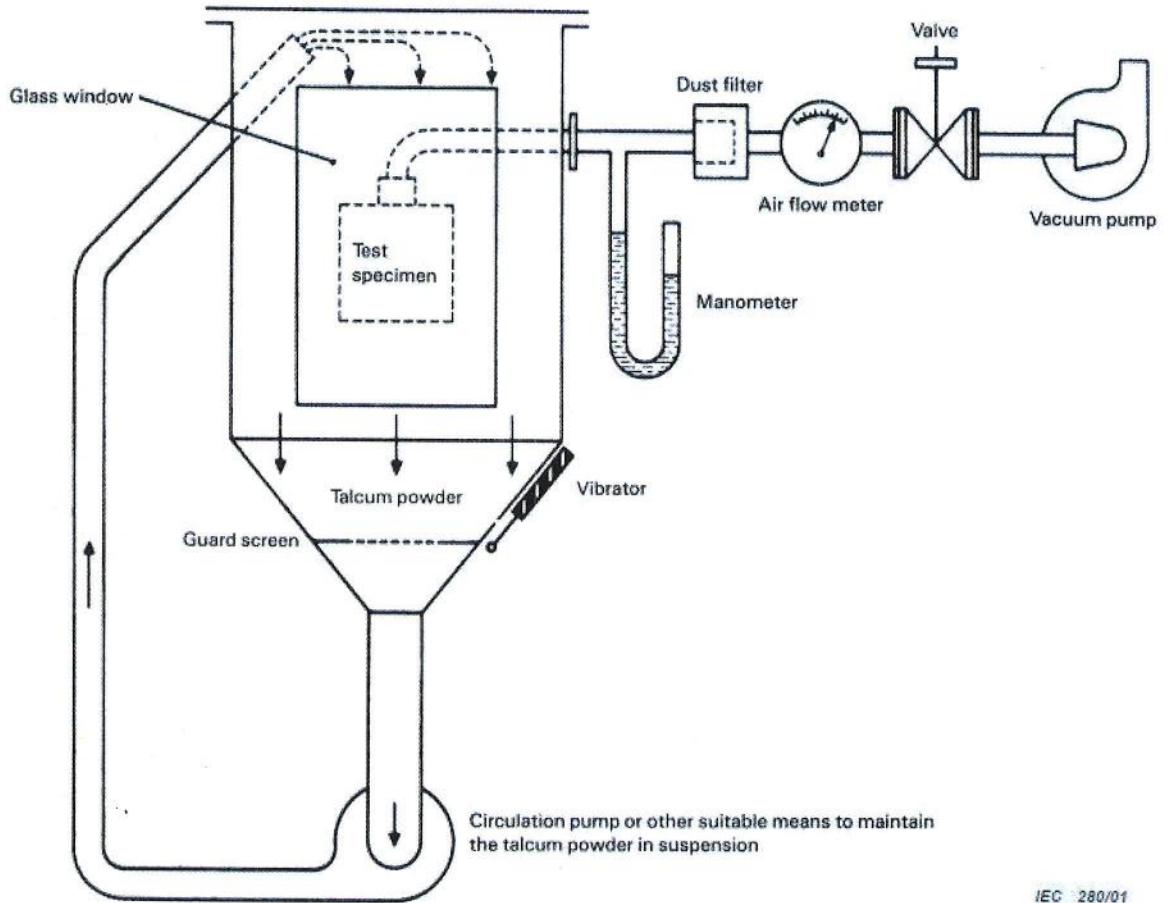 Valve
Dust filter
Glass window
Air flow meter
Vacuum pump
Test
specimen
Manometer
Talcum powder
Vibrator
Guard screen
Circulation pump or other suitable means to maintain
the talcum powder in suspension
IEC 280/01